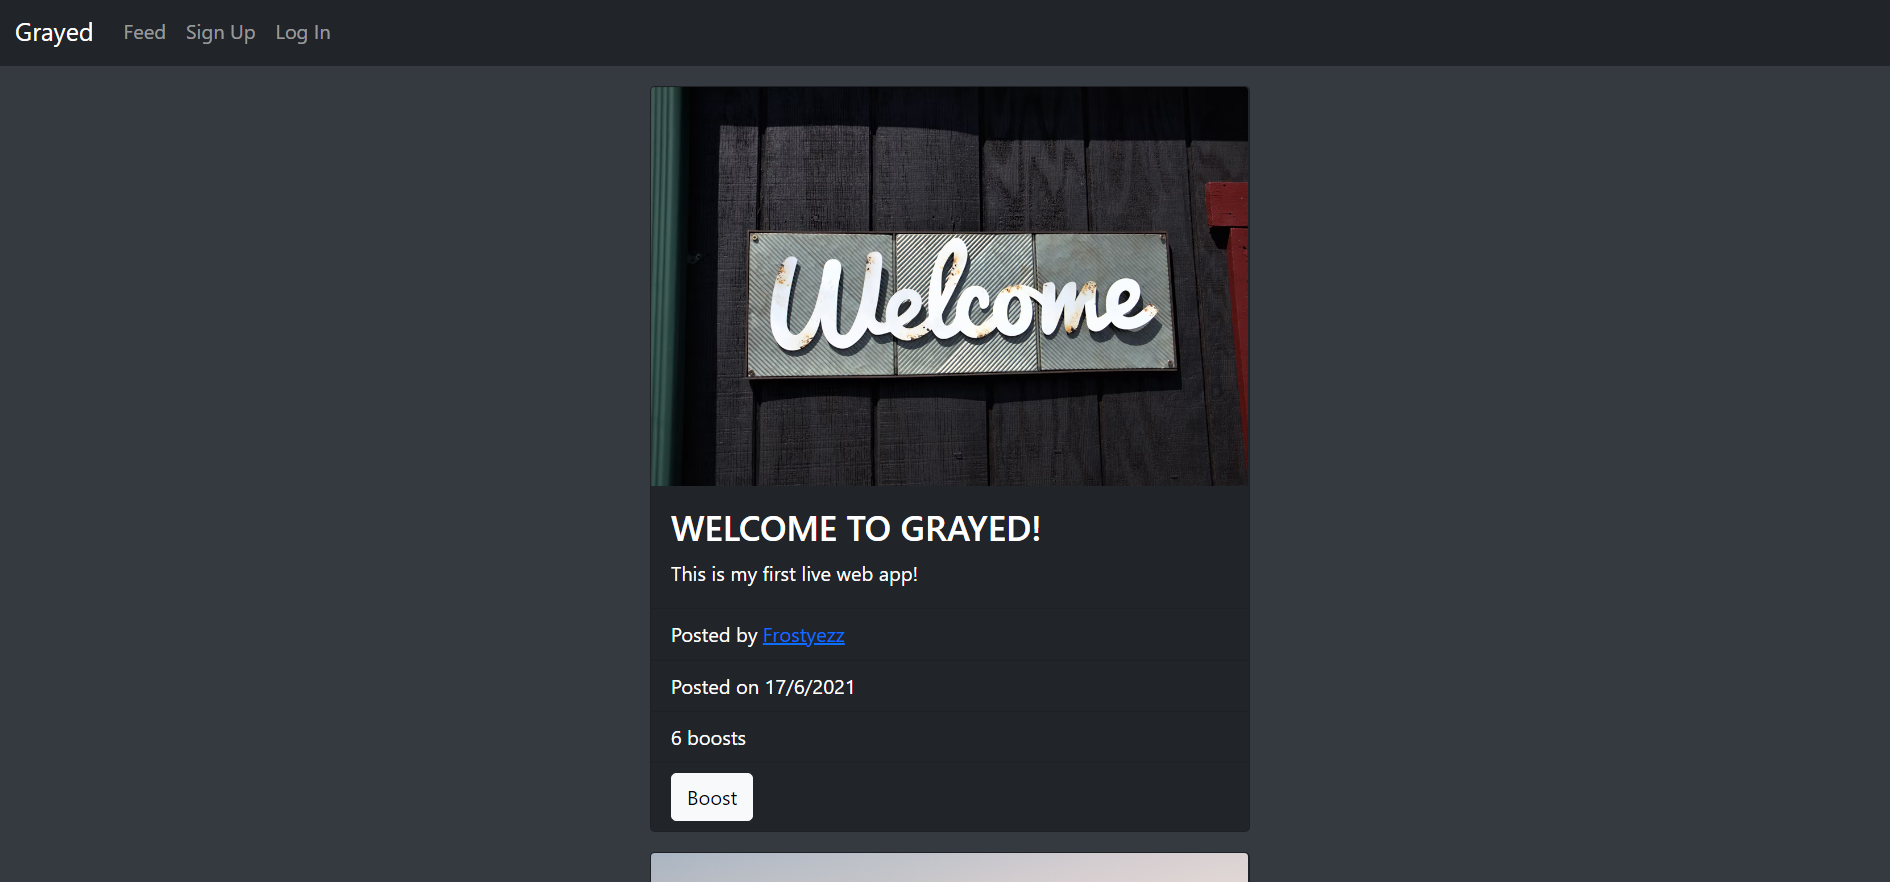 Grayed Feed Sign Up Log In
Welcome
WELCOME TO GRAYED!
This is my first live web app!
Posted by Frostyezz
Posted on 17/6/2021
6 boosts
Boost